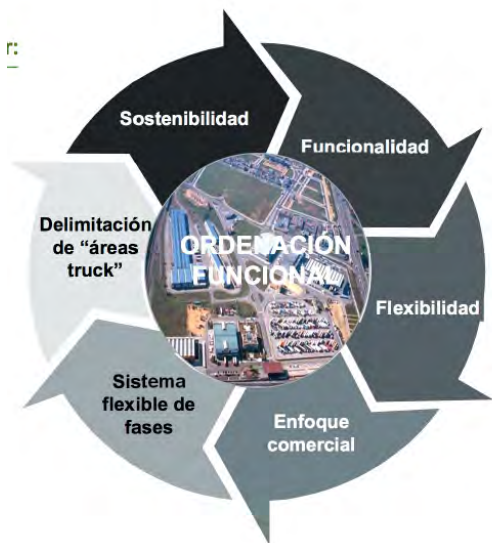 r:
Sostenibilidad
Funcionalidad
Delimitación
de “áreas
truck”
ORDENACIÓN
FUNCIONAL
Flexibilidad
Sistema
flexible de
fases
Enfoque
comercial